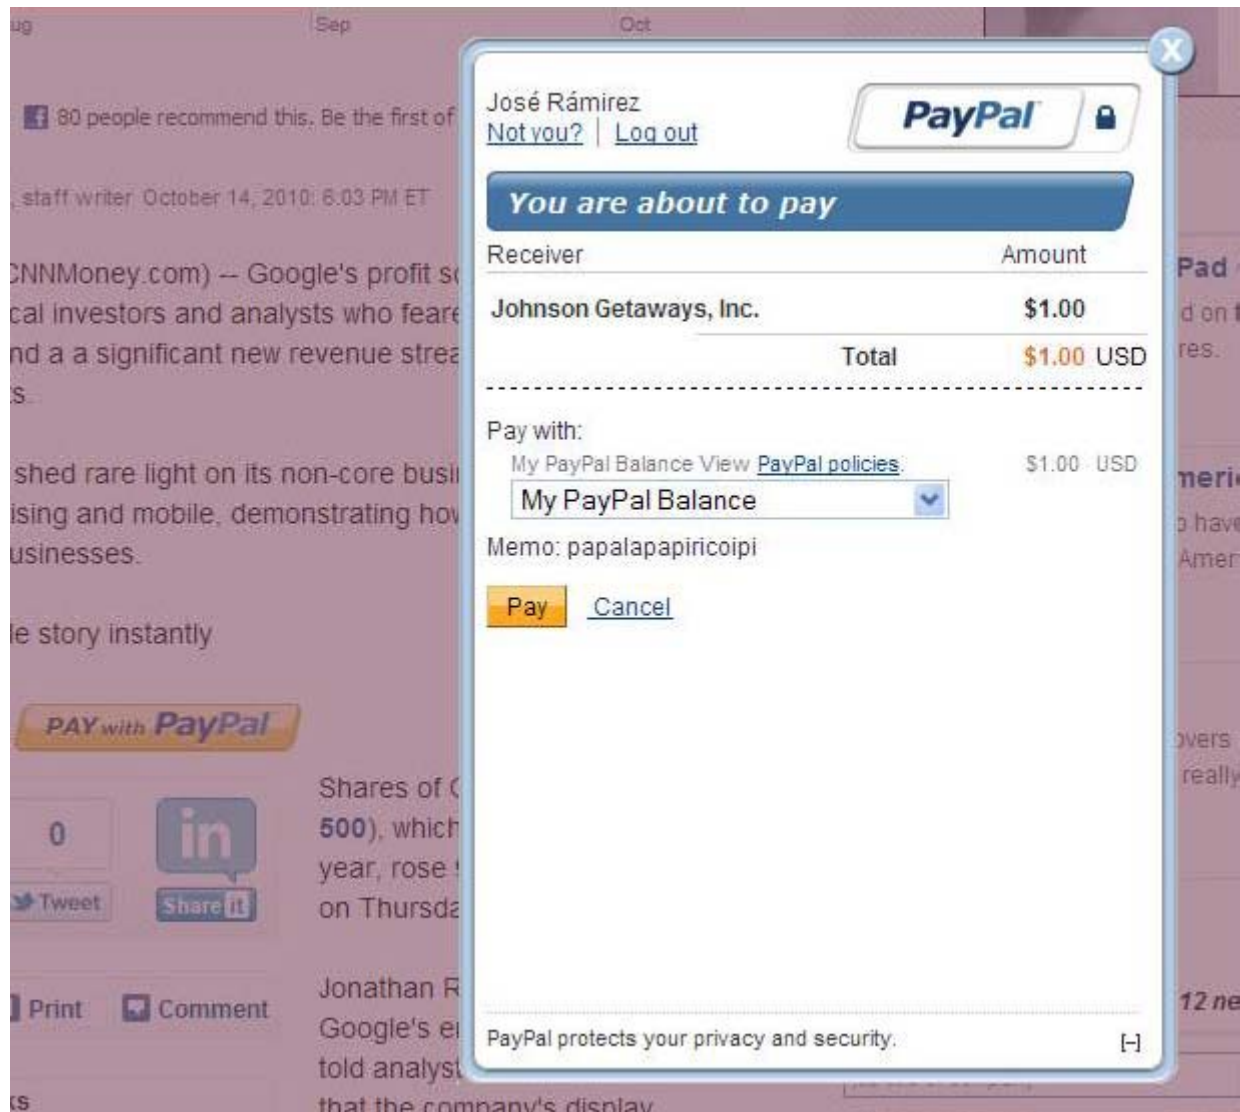 Sep
Oct
80 people recommend this. Be the first of
, staff writer October 14, 2010: 6:03 PM ET
CNNMoney.com) -- Google's profit
cal investors and analysts who feare
nd a a significant new revenue strea
s.
shed rare light on its non-core busi
ising and mobile, demonstrating how
usinesses.
le story instantly
PAY with PayPal
0
in
Tweet
Share it
Print
Comment
Shares of
500), which
year, rose
on Thursda
Jonathan R
Google's e
told analyst
that the company's display
José Rámirez
Not you? | Log out
PayPal
You are about to pay
Receiver Amount
Johnson Getaways, Inc. $1.00
Total $1.00 USD
Pay with:
My PayPal Balance View PayPal policies. $1.00 USD
My PayPal Balance
Memo: papalapapiricoipi
Pay Cancel
PayPal protects your privacy and security. [-]
X
Pad
d on
res.
meri
o have
Amer
overs
really
12 ne